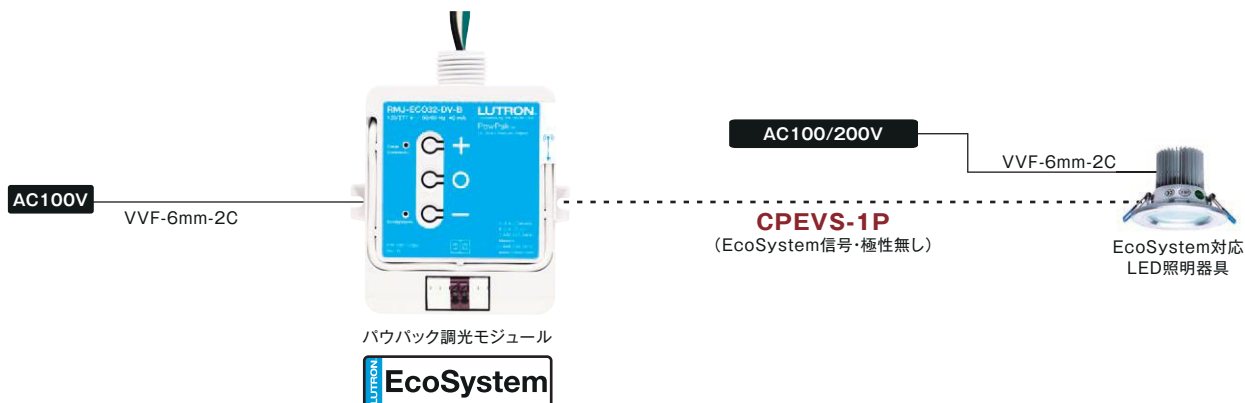 AC100V
VVF-6mm-2C
RMJ-ECO32-DV-B
LUTRON
PowPak
パウパック調光モジュール
LUTRON
EcoSystem
AC100/200V
VVF-6mm-2C
CPEVS-1P
（EcoSystem信号・極性無し）
EcoSystem対応
LED照明器具